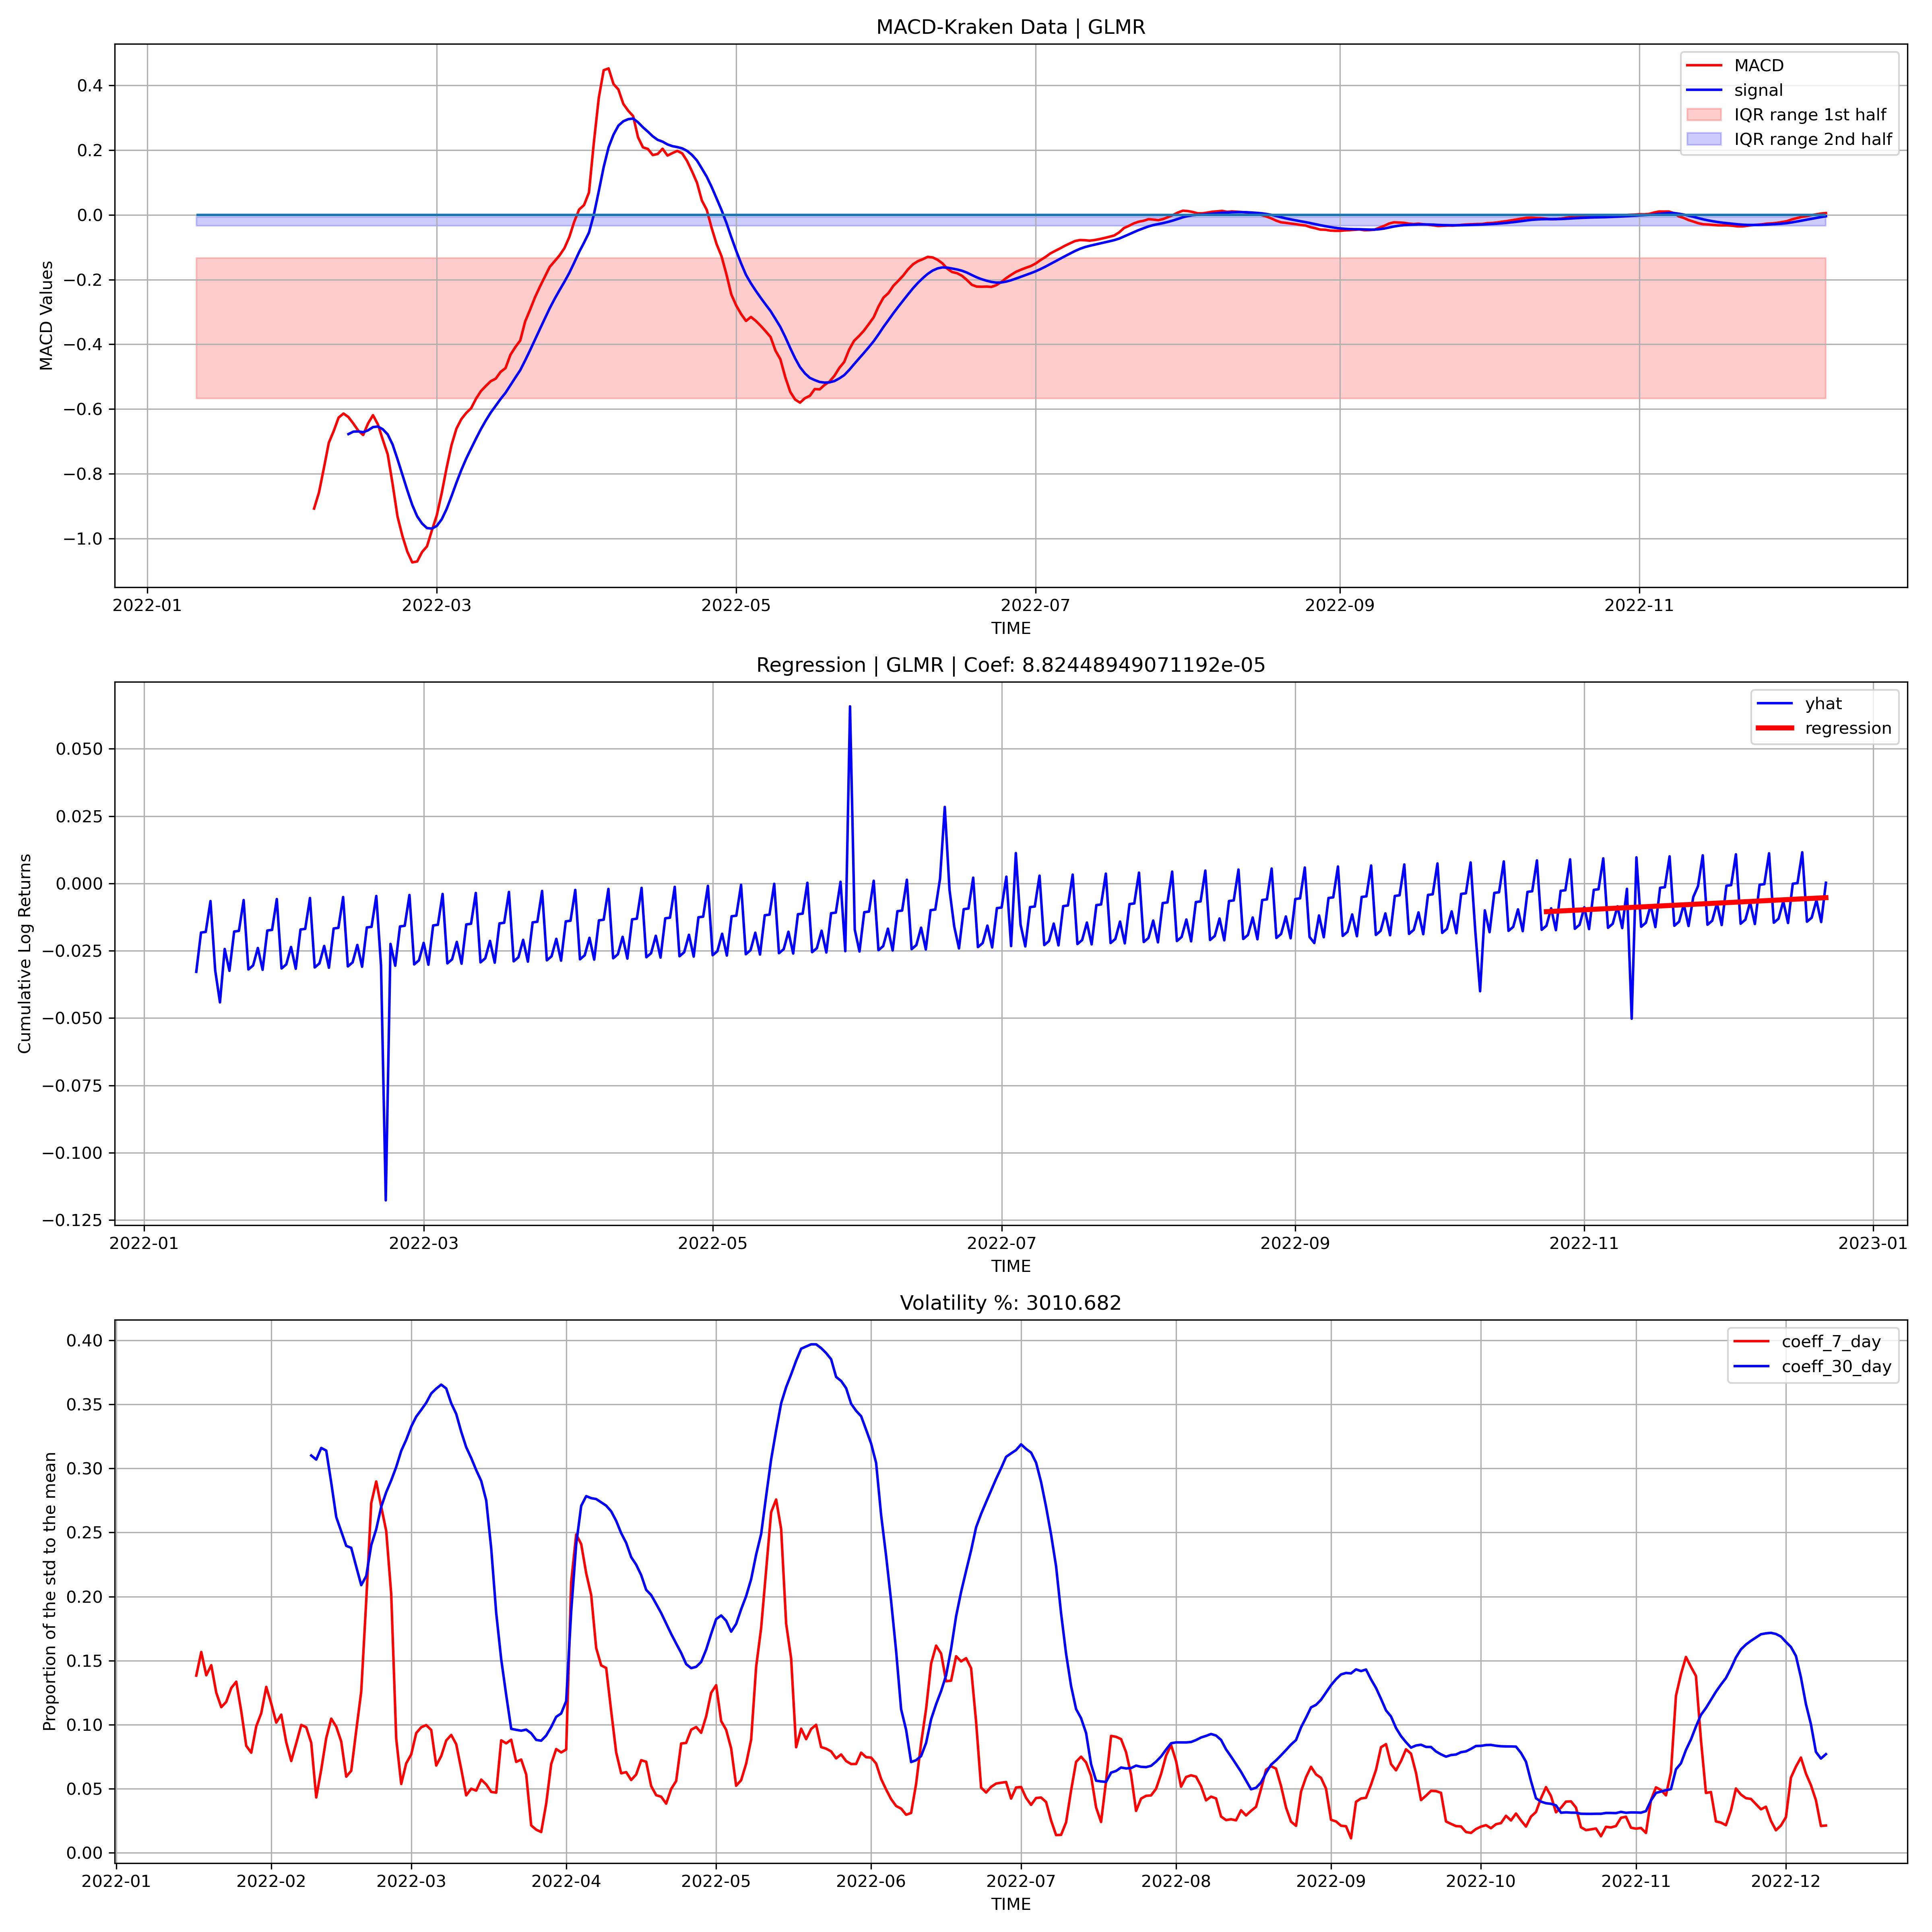 MACD-Kraken Data | GLMR
MACD
signal
IQR range 1st half
IQR range 2nd half
0.4
0.2
0.0
−0.2
−0.4
−0.6
−0.8
−1.0
MACD Values
2022-01 2022-03 2022-05 2022-07 2022-09 2022-11
TIME
Regression | GLMR | Coef: 8.82448949071192e-05
yhat
regression
0.050
0.025
0.000
−0.025
−0.050
−0.075
−0.100
−0.125
Cumulative Log Returns
2022-01 2022-03 2022-05 2022-07 2022-09 2022-11 2023-01
TIME
Volatility %: 3010.682
coeff_7_day
coeff_30_day
0.40
0.35
0.30
0.25
0.20
0.15
0.10
0.05
0.00
Proportion of the std to the mean
2022-01 2022-02 2022-03 2022-04 2022-05 2022-06 2022-07 2022-08 2022-09 2022-10 2022-11 2022-12
TIME